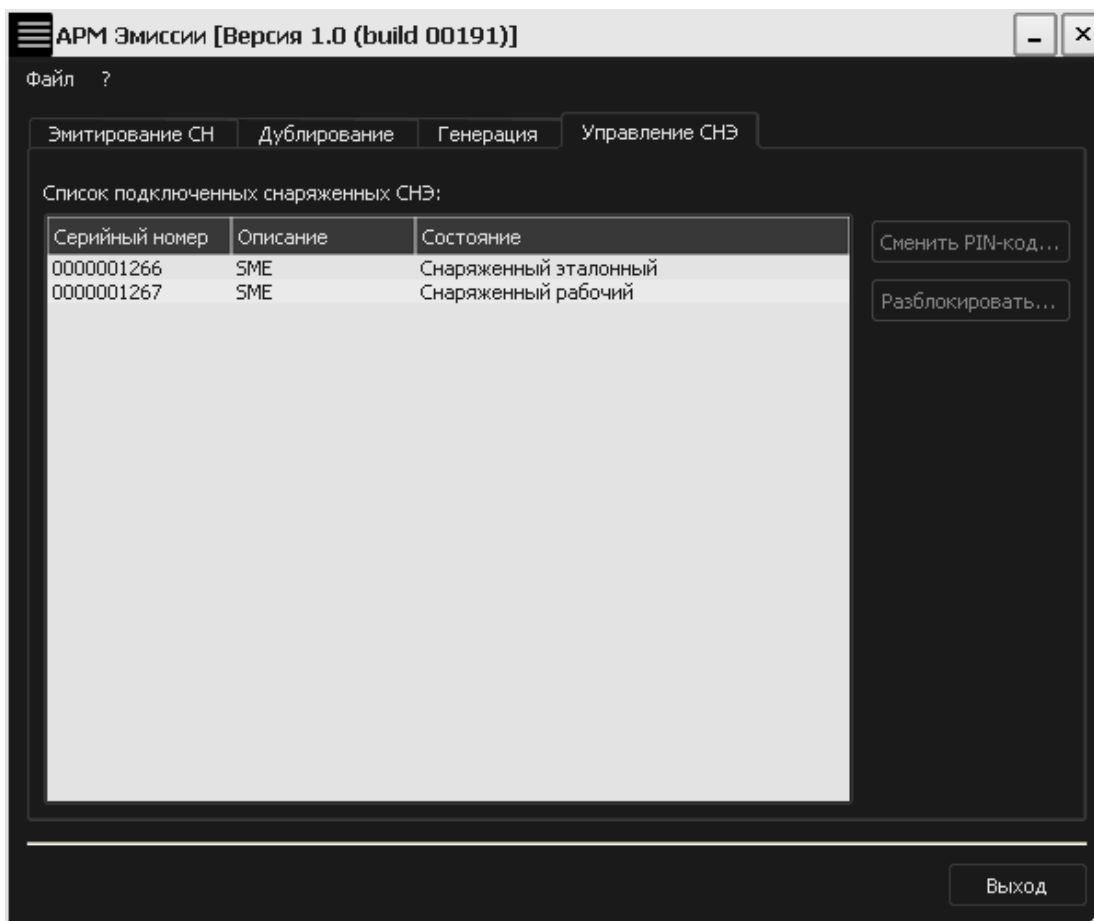 АРМ Эмиссии [Версия 1.0 (build 00191)]
Файл ?
Эмитирование СН Дублирование Генерация Управление СНЭ
Список подключенных снаряженных СНЭ:
Серийный номер Описание Состояние
0000001266 SME Снаряженный эталонный
0000001267 SME Снаряженный рабочий
Сменить PIN-код...
Разблокировать...
Выход